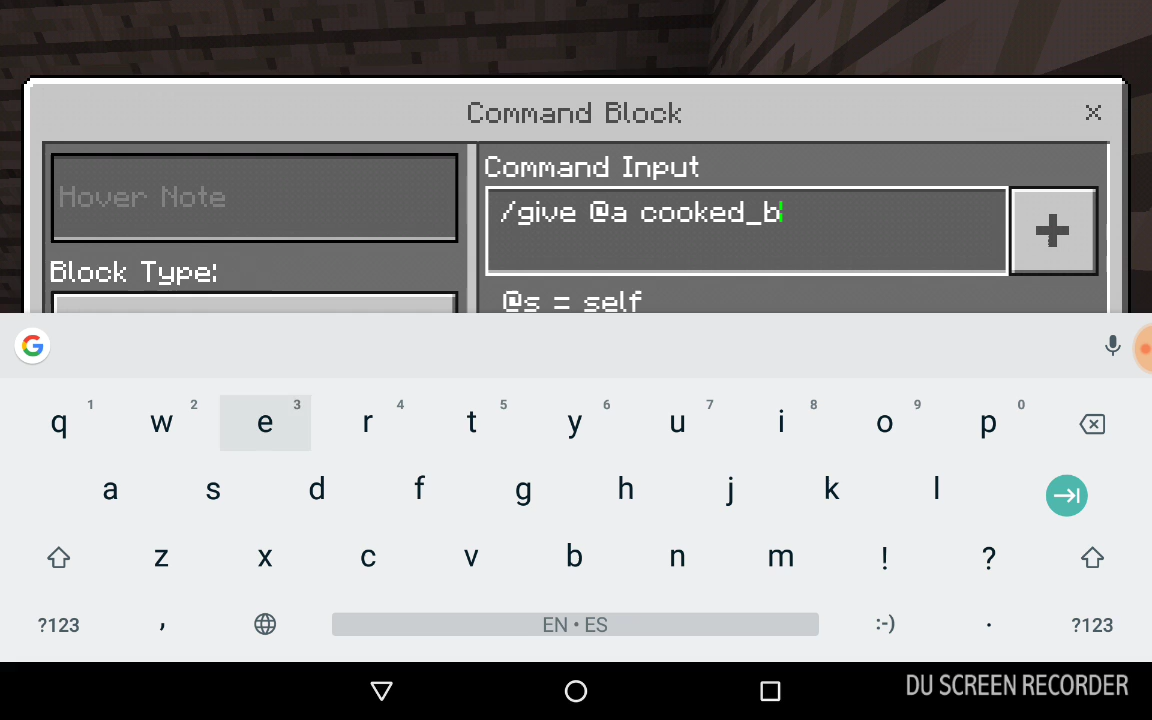 Command Block
Hover Note
Command Input
/give @a cooked_b
Block Type:
@s = self
q 1 w 2 e 3 r 4 t 5 y 6 u 7 i 8 o 9 p 0
a s d f g h j k l
z x c v b n m ! ?
?123 , EN • ES :-) . ?123
DU SCREEN RECORDER